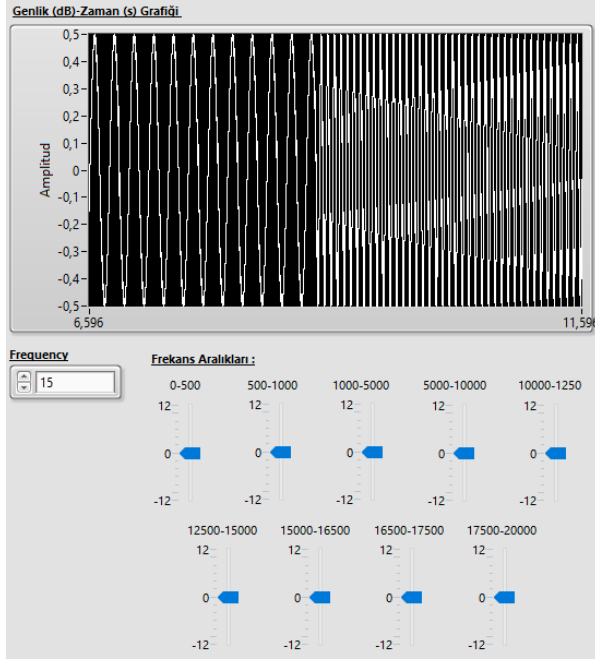 Genlik (dB)-Zaman (s) Grafiği
0,5
0,4
0,3
0,2
0,1
0
-0,1
-0,2
-0,3
-0,4
-0,5
Amplitud
6,596 11,596
Frequency
15
Frekans Aralıkları :
0-500 500-1000 1000-5000 5000-10000 10000-1250
12 12 12 12 12
0 0 0 0 0
-12 -12 -12 -12 -12
12500-15000 15000-16500 16500-17500 17500-20000
12 12 12 12
0 0 0 0
-12 -12 -12 -12